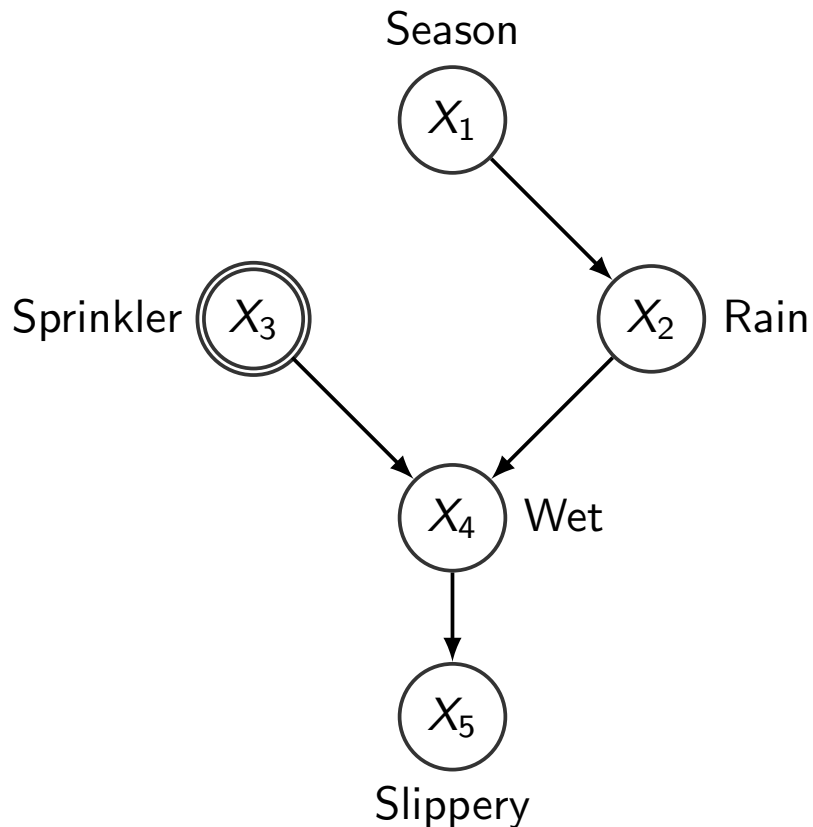 Season
X₁
Sprinkler X₃ X₂ Rain
X₄ Wet
X₅
Slippery